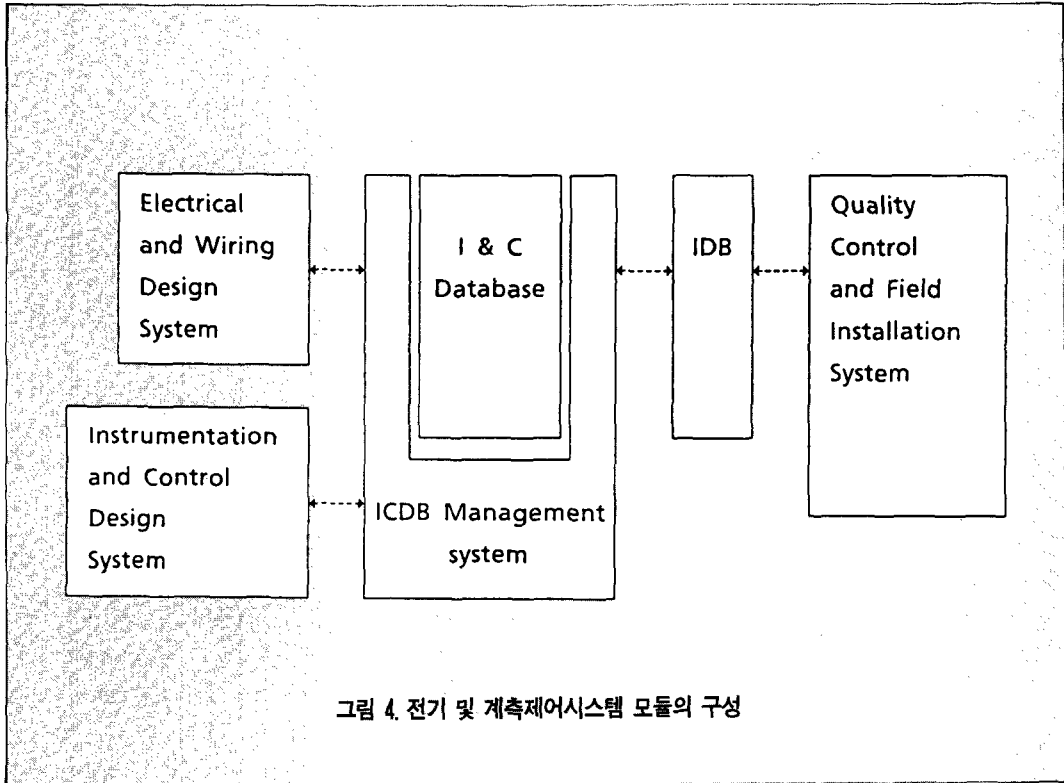 Electrical
and Wiring
Design
System
Instrumentation
and Control
Design
System
I & C
Database
ICDB Management
system
IDB
Quality
Control
and Field
Installation
System
그림 4. 전기 및 계측제어시스템 모듈의 구성